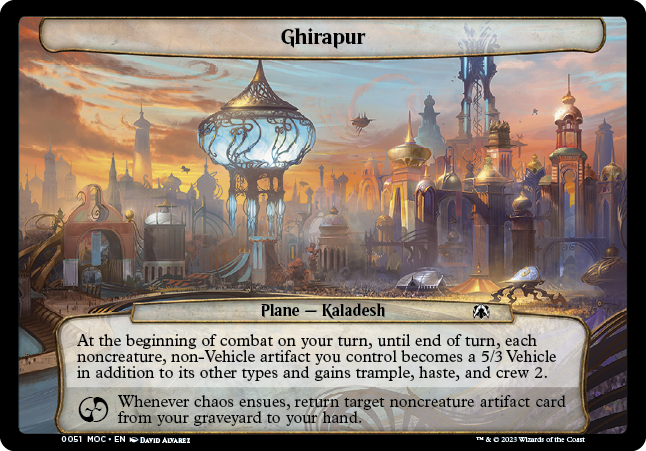 Ghirapur
Plane — Kaladesh
At the beginning of combat on your turn, until end of turn, each
noncreature, non-Vehicle artifact you control becomes a 5/3 Vehicle
in addition to its other types and gains trample, haste, and crew 2.
Whenever chaos ensues, return target noncreature artifact card
from your graveyard to your hand.
0051 MOC • EN David Alvarez
™ & © 2023 Wizards of the Coast